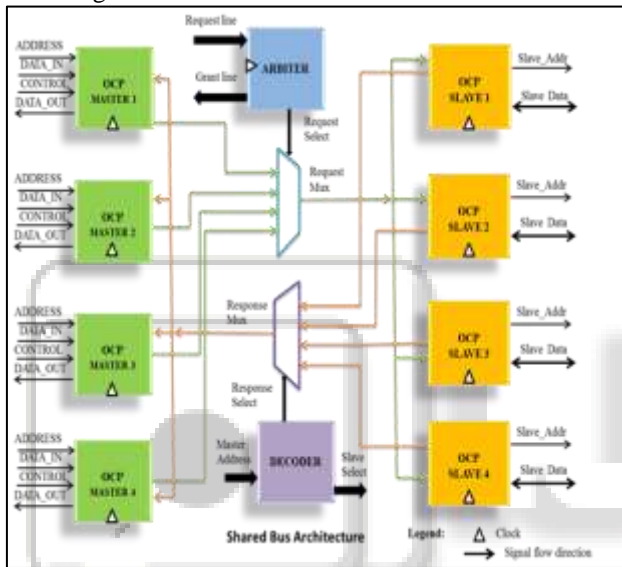 Request line
Grant line
ARBITER
Request
Select
ADDRESS
DATA_IN
CONTROL
DATA_OUT
OCP
MASTER 1
OCP
SLAVE 1
Slave_Addr
Slave Data
Request
Mux
ADDRESS
DATA_IN
CONTROL
DATA_OUT
OCP
MASTER 2
OCP
SLAVE 2
Slave_Addr
Slave Data
Response
Mux
ADDRESS
DATA_IN
CONTROL
DATA_OUT
OCP
MASTER 3
OCP
SLAVE 3
Slave_Addr
Slave Data
Response
Select
ADDRESS
DATA_IN
CONTROL
DATA_OUT
OCP
MASTER 4
Master
Address
DECODER
Slave
Select
OCP
SLAVE 4
Slave_Addr
Slave Data
Shared Bus Architecture
Legend:
Clock
Signal flow direction